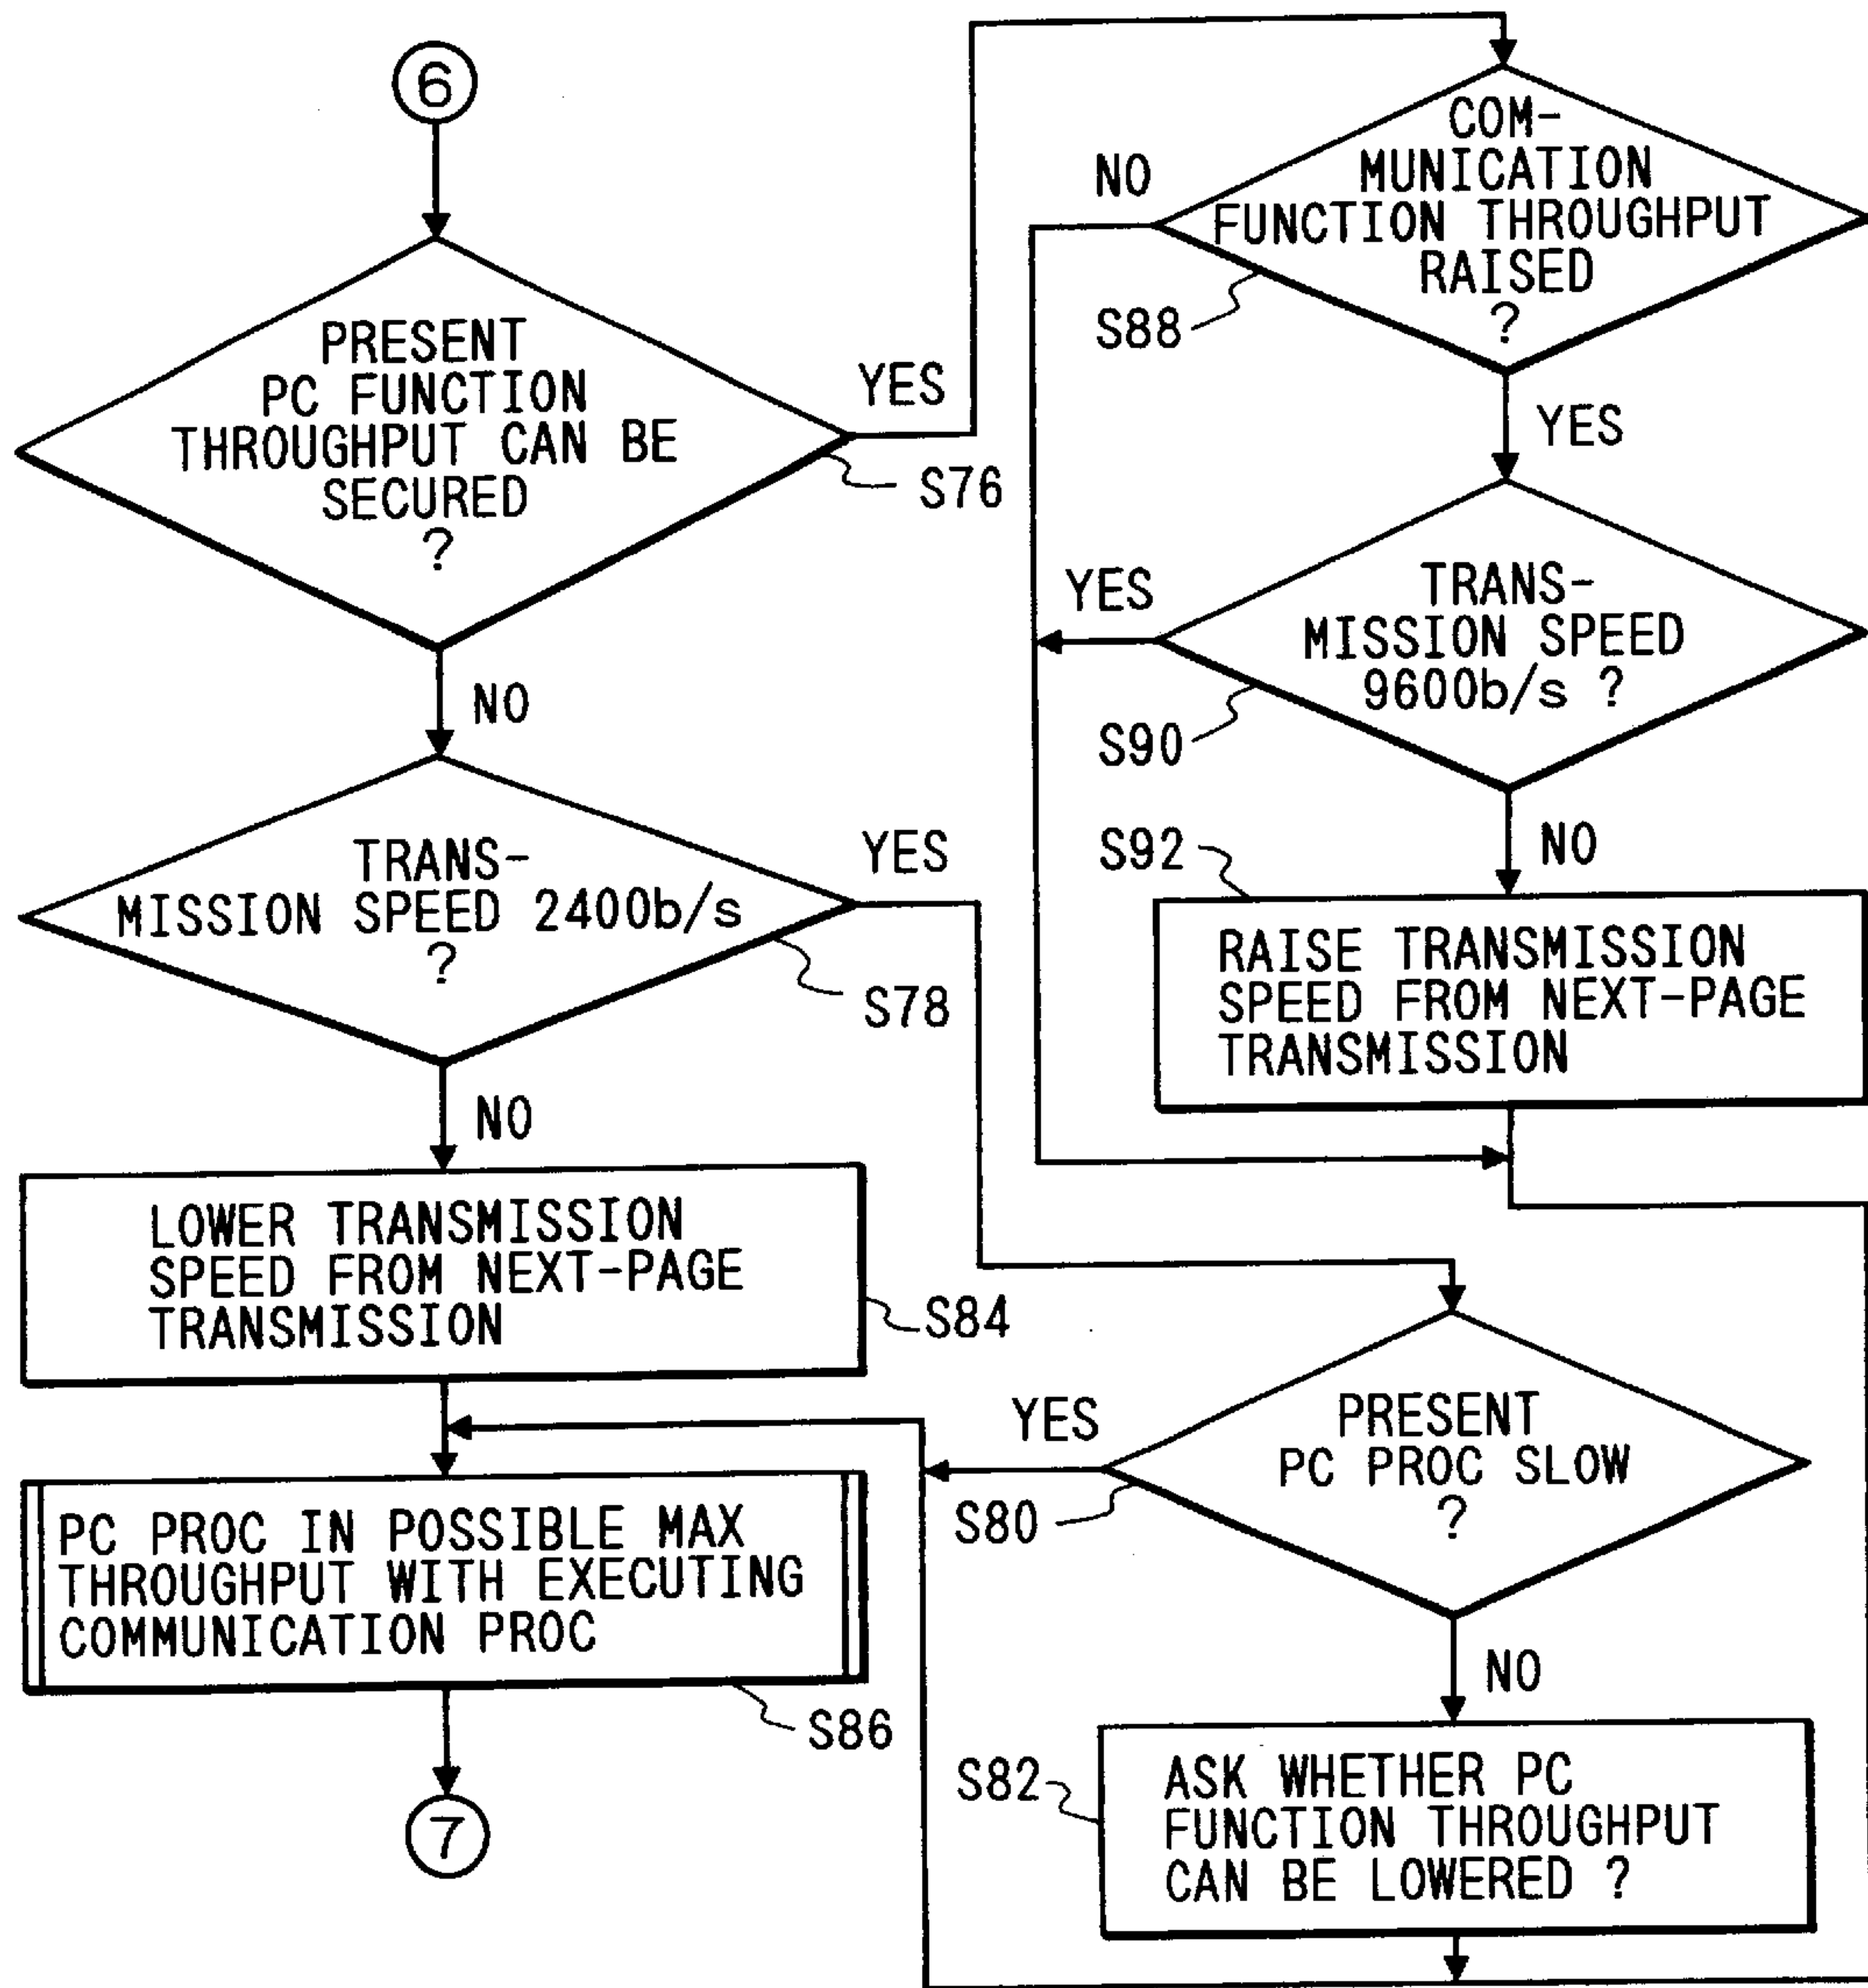 6
PRESENT
PC FUNCTION
THROUGHPUT CAN BE
SECURED
?
YES
S76
NO
TRANS-
MISSION SPEED 2400b/s
?
YES
S78
NO
LOWER TRANSMISSION
SPEED FROM NEXT-PAGE
TRANSMISSION
S84
PC PROC IN POSSIBLE MAX
THROUGHPUT WITH EXECUTING
COMMUNICATION PROC
S86
7
COM-
MUNICATION
FUNCTION THROUGHPUT
RAISED
?
NO
S88
YES
TRANS-
MISSION SPEED
9600b/s ?
YES
S90
NO
S92
RAISE TRANSMISSION
SPEED FROM NEXT-PAGE
TRANSMISSION
PRESENT
PC PROC SLOW
?
YES
S80
NO
S82
ASK WHETHER PC
FUNCTION THROUGHPUT
CAN BE LOWERED ?